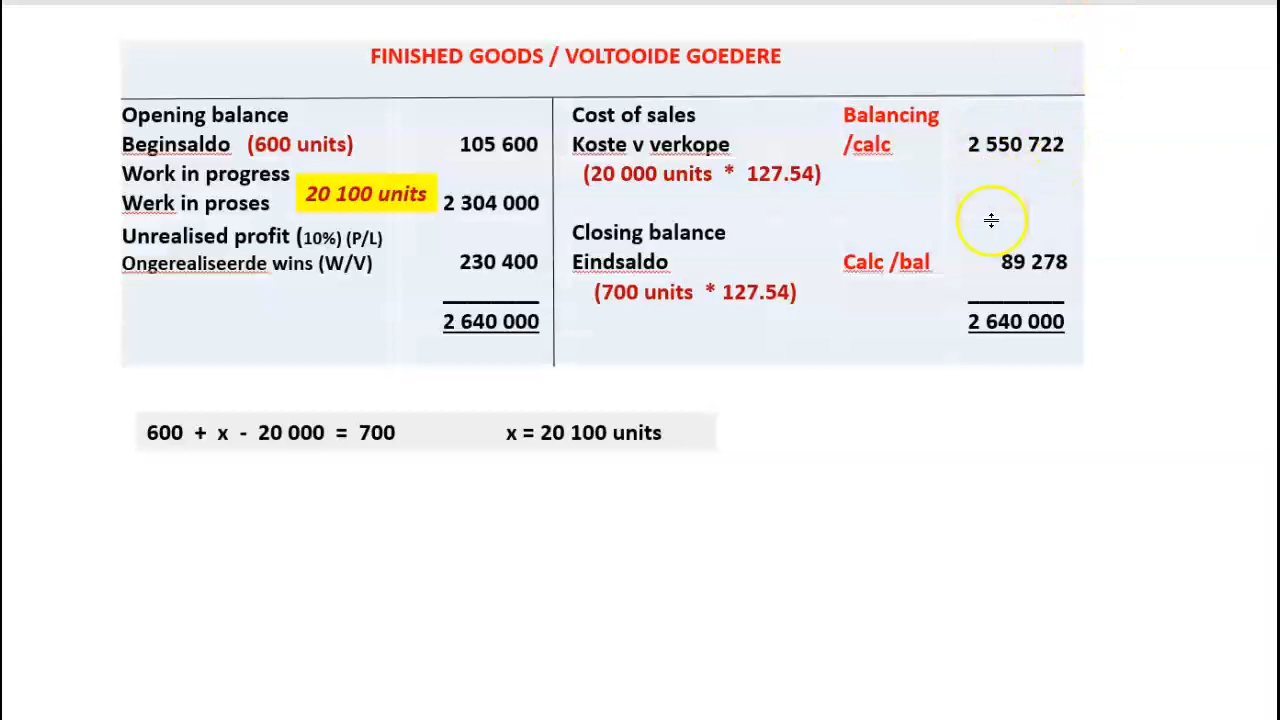 FINISHED GOODS / VOLTOOIDE GOEDERE
Opening balance
Beginsaldo (600 units) 105 600
Work in progress
Werk in proses 20 100 units 2 304 000
Unrealised profit (10%) (P/L)
Ongerealiseerde wins (W/V) 230 400
2 640 000
Cost of sales Balancing
Koste v verkope /calc 2 550 722
(20 000 units * 127.54)
Closing balance
Eindsaldo Calc /bal 89 278
(700 units * 127.54)
2 640 000
600 + x - 20 000 = 700 x = 20 100 units